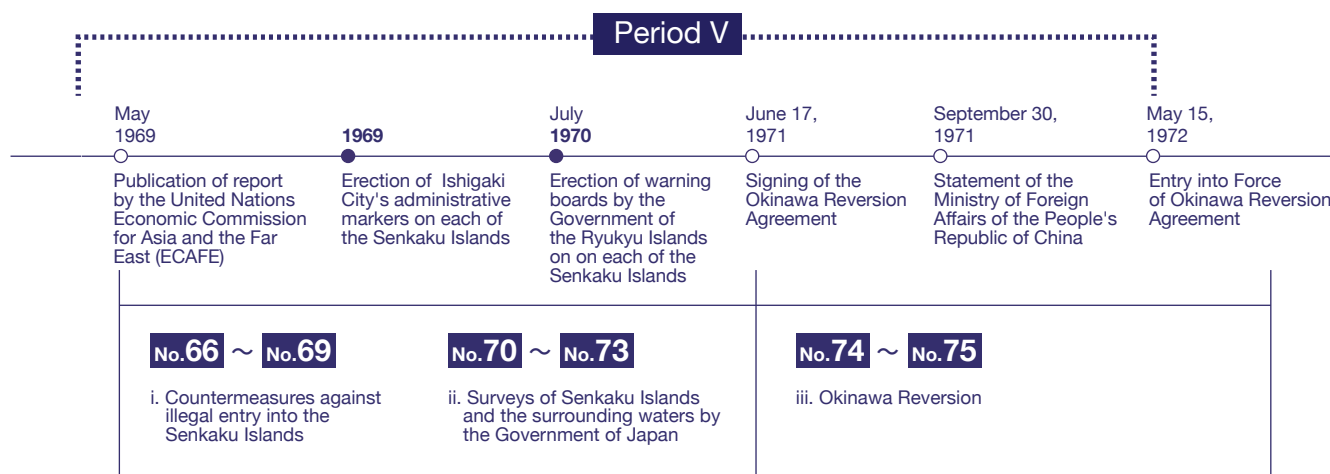 Period V
May
1969
Publication of report
by the United Nations
Economic Commission
for Asia and the Far
East (ECAFE)
1969
Erection of Ishigaki
City's administrative
markers on each of
the Senkaku Islands
July
1970
Erection of warning
boards by the
Government of
the Ryukyu Islands
on on each of the
Senkaku Islands
June 17,
1971
Signing of the
Okinawa Reversion
Agreement
September 30,
1971
Statement of the
Ministry of Foreign
Affairs of the People's
Republic of China
May 15,
1972
Entry into Force
of Okinawa Reversion
Agreement
No.66 ～ No.69
i. Countermeasures against
illegal entry into the
Senkaku Islands
No.70 ～ No.73
ii. Surveys of Senkaku Islands
and the surrounding waters by
the Government of Japan
No.74 ～ No.75
iii. Okinawa Reversion